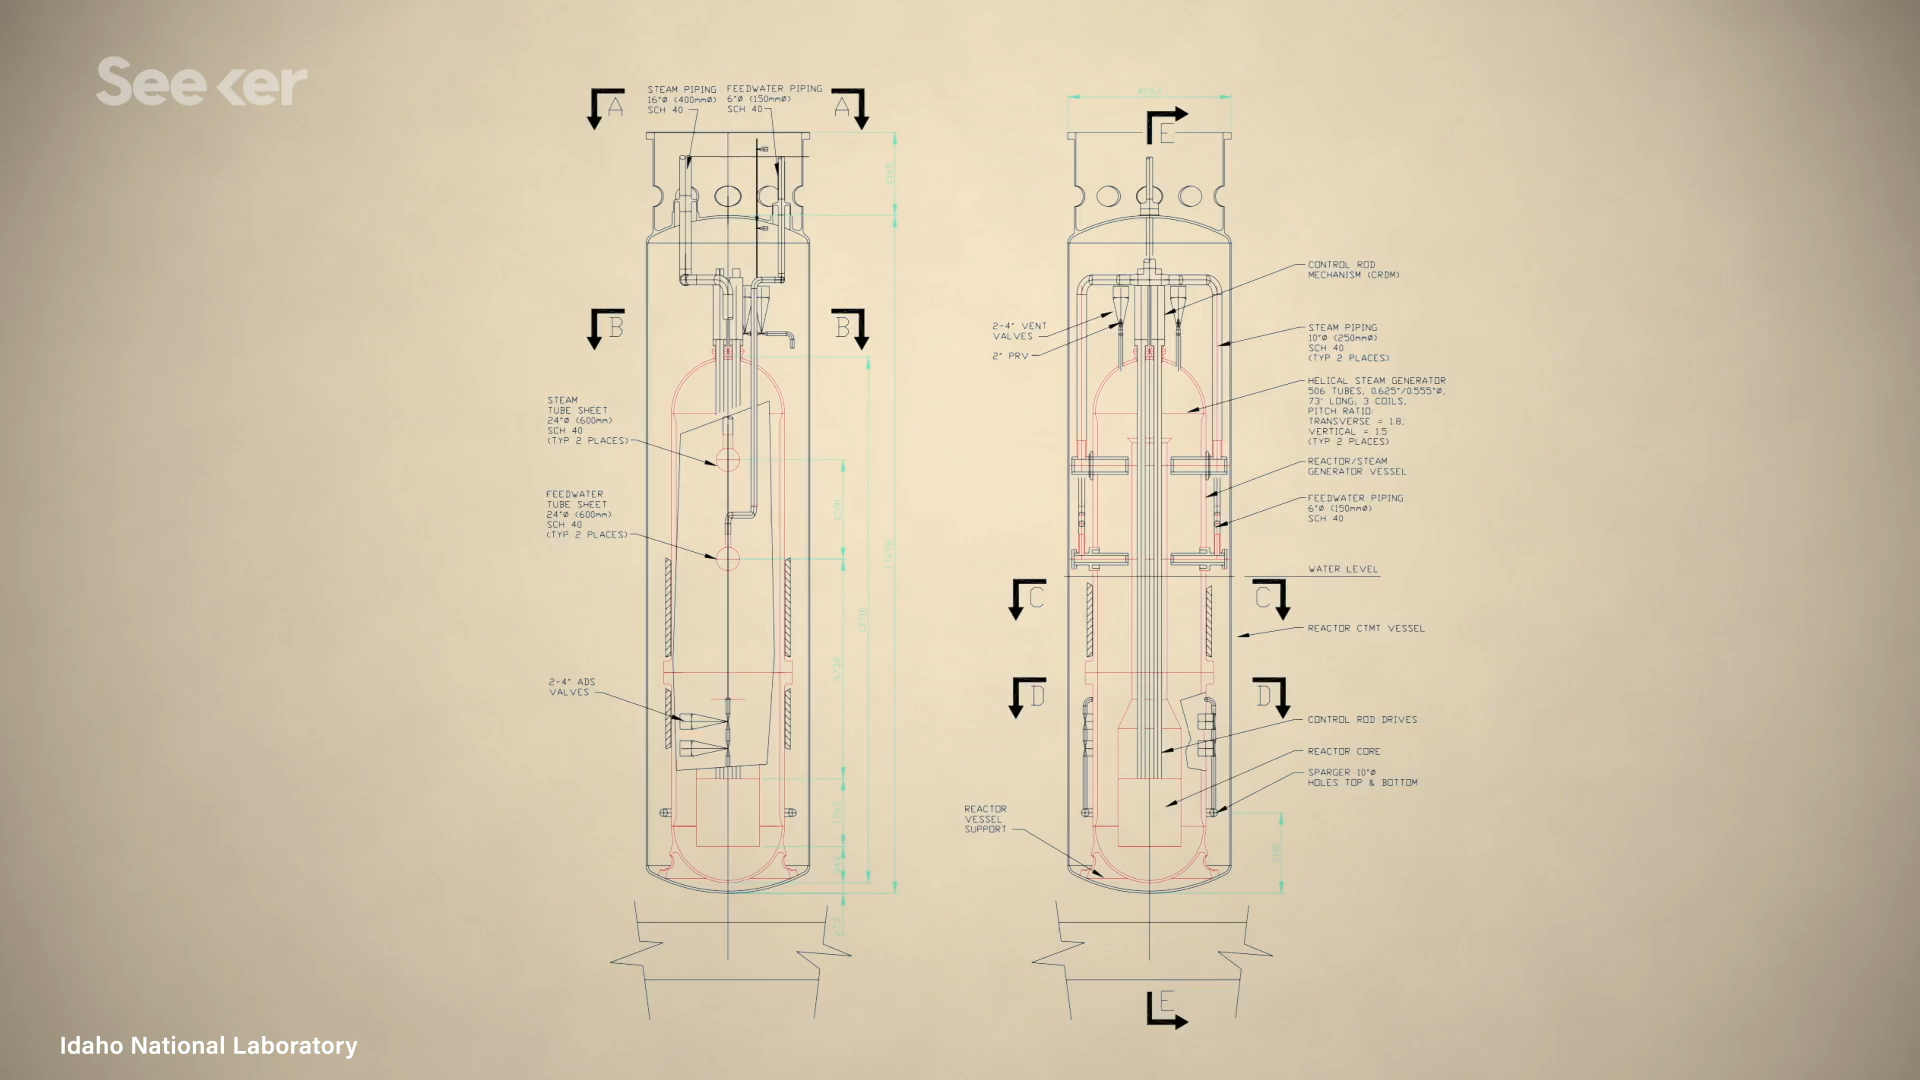 Seeker
STEAM PIPING
16"Ø (400mmØ)
SCH 40
FEEDWATER PIPING
6"Ø (150mmØ)
SCH 40
A
A
4267
E
2165
CONTROL ROD
MECHANISM (CRDM)
B
B
2-4" VENT
VALVES
2" PRV
STEAM PIPING
10"Ø (250mmØ)
SCH 40
(TYP 2 PLACES)
HELICAL STEAM GENERATOR
506 TUBES, 0.625"/0.555"Ø,
73' LONG, 3 COILS,
PITCH RATIO:
TRANSVERSE = 1.8,
VERTICAL = 1.5
(TYP 2 PLACES)
STEAM
TUBE SHEET
24"Ø (600mm)
SCH 40
(TYP 2 PLACES)
REACTOR/STEAM
GENERATOR VESSEL
FEEDWATER
TUBE SHEET
24"Ø (600mm)
SCH 40
(TYP 2 PLACES)
FEEDWATER PIPING
6"Ø (150mmØ)
SCH 40
2591
WATER LEVEL
C
C
REACTOR CTMT VESSEL
D
D
2-4" ADS
VALVES
CONTROL ROD DRIVES
REACTOR CORE
SPARGER 10"Ø
HOLES TOP & BOTTOM
REACTOR
VESSEL
SUPPORT
E
Idaho National Laboratory